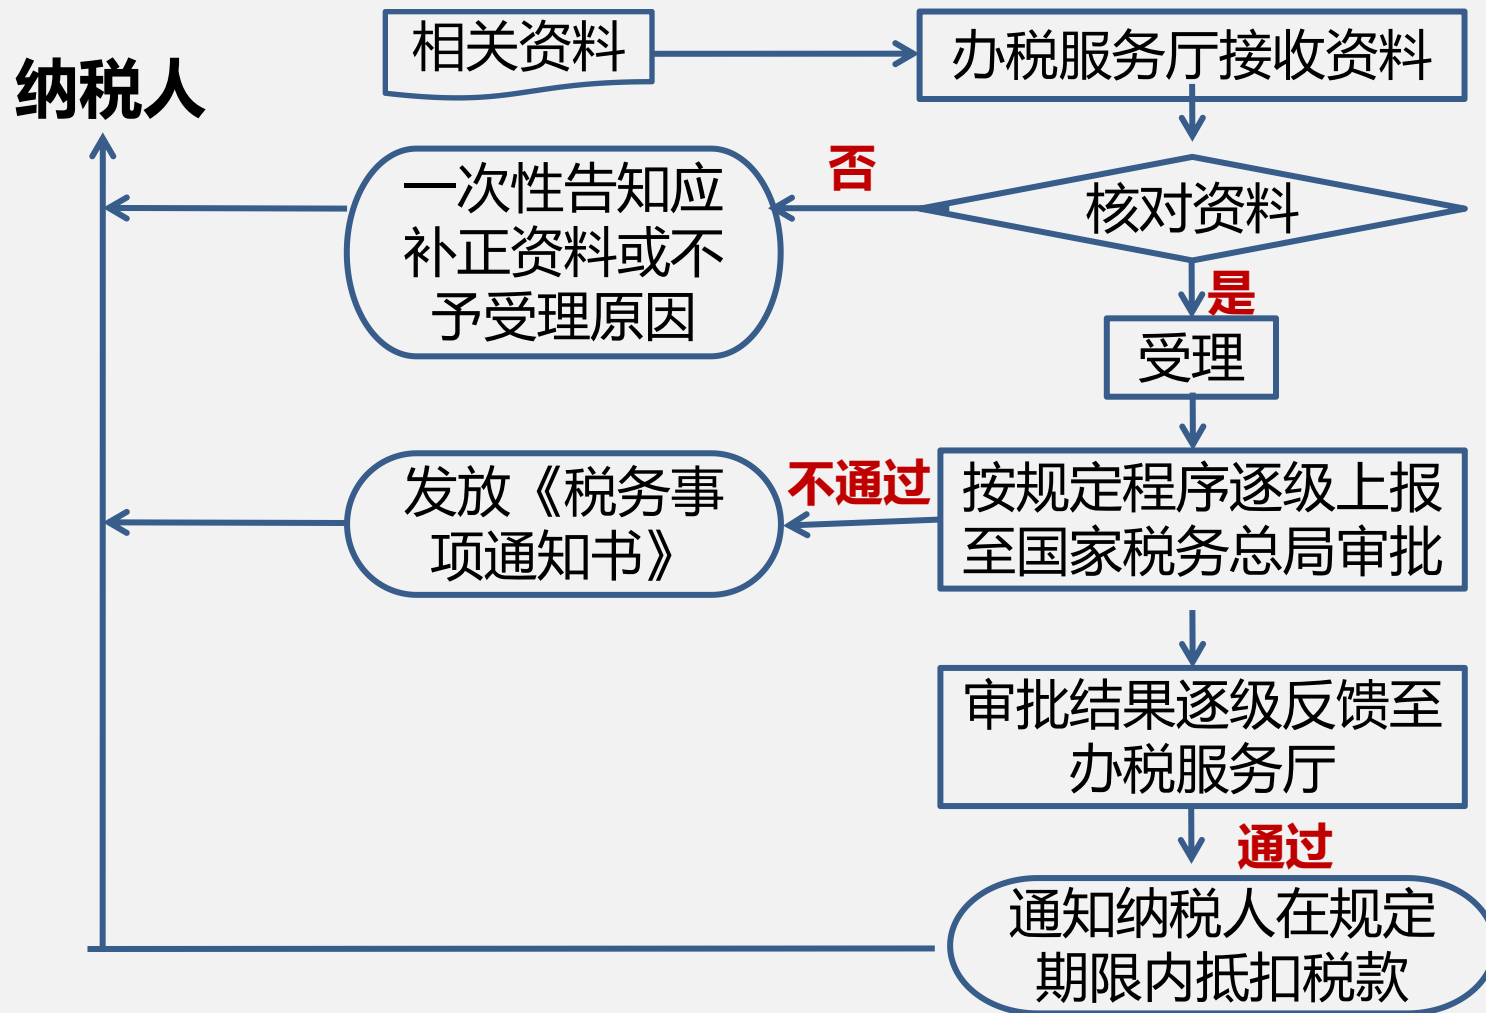 相关资料
办税服务厅接收资料
纳税人
否
一次性告知应
补正资料或不
予受理原因
核对资料
是
受理
不通过
发放《税务事
项通知书》
按规定程序逐级上报
至国家税务总局审批
审批结果逐级反馈至
办税服务厅
通过
通知纳税人在规定
期限内抵扣税款